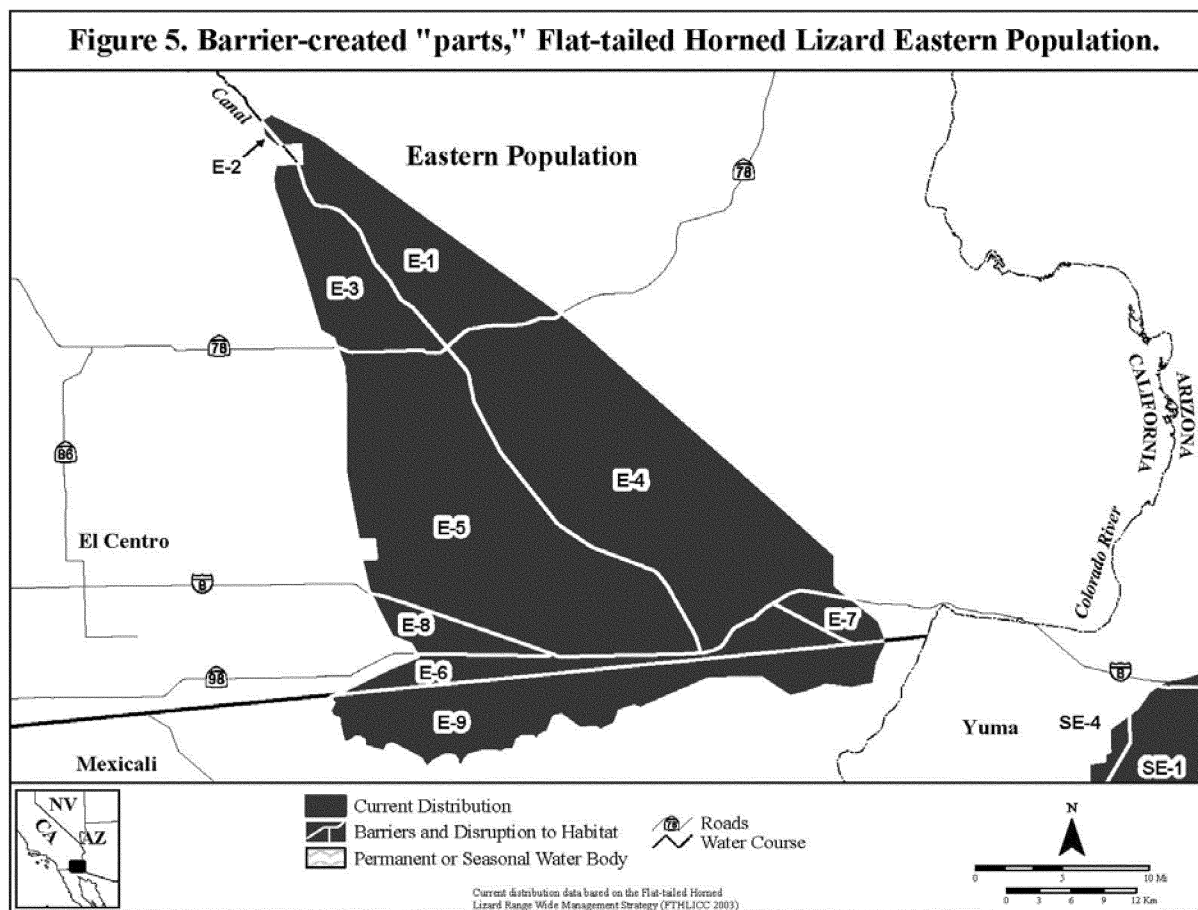 Figure 5. Barrier-created "parts," Flat-tailed Horned Lizard Eastern Population.
Canal
E-2
Eastern Population
78
E-1
E-3
78
CALIFORNIA
ARIZONA
86
E-4
E-5
El Centro
8
Colorado River
E-8
E-7
98
E-6
8
E-9
SE-4
Yuma
Mexicali
SE-1
NV
CA
AZ
Current Distribution
Barriers and Disruption to Habitat
Permanent or Seasonal Water Body
78
Roads
Water Course
N
0 5 10 Mi
0 3 6 9 12 Km
Current distribution data based on the Flat-tailed Horned
Lizard Range Wide Management Strategy (FTHLICC 2003)